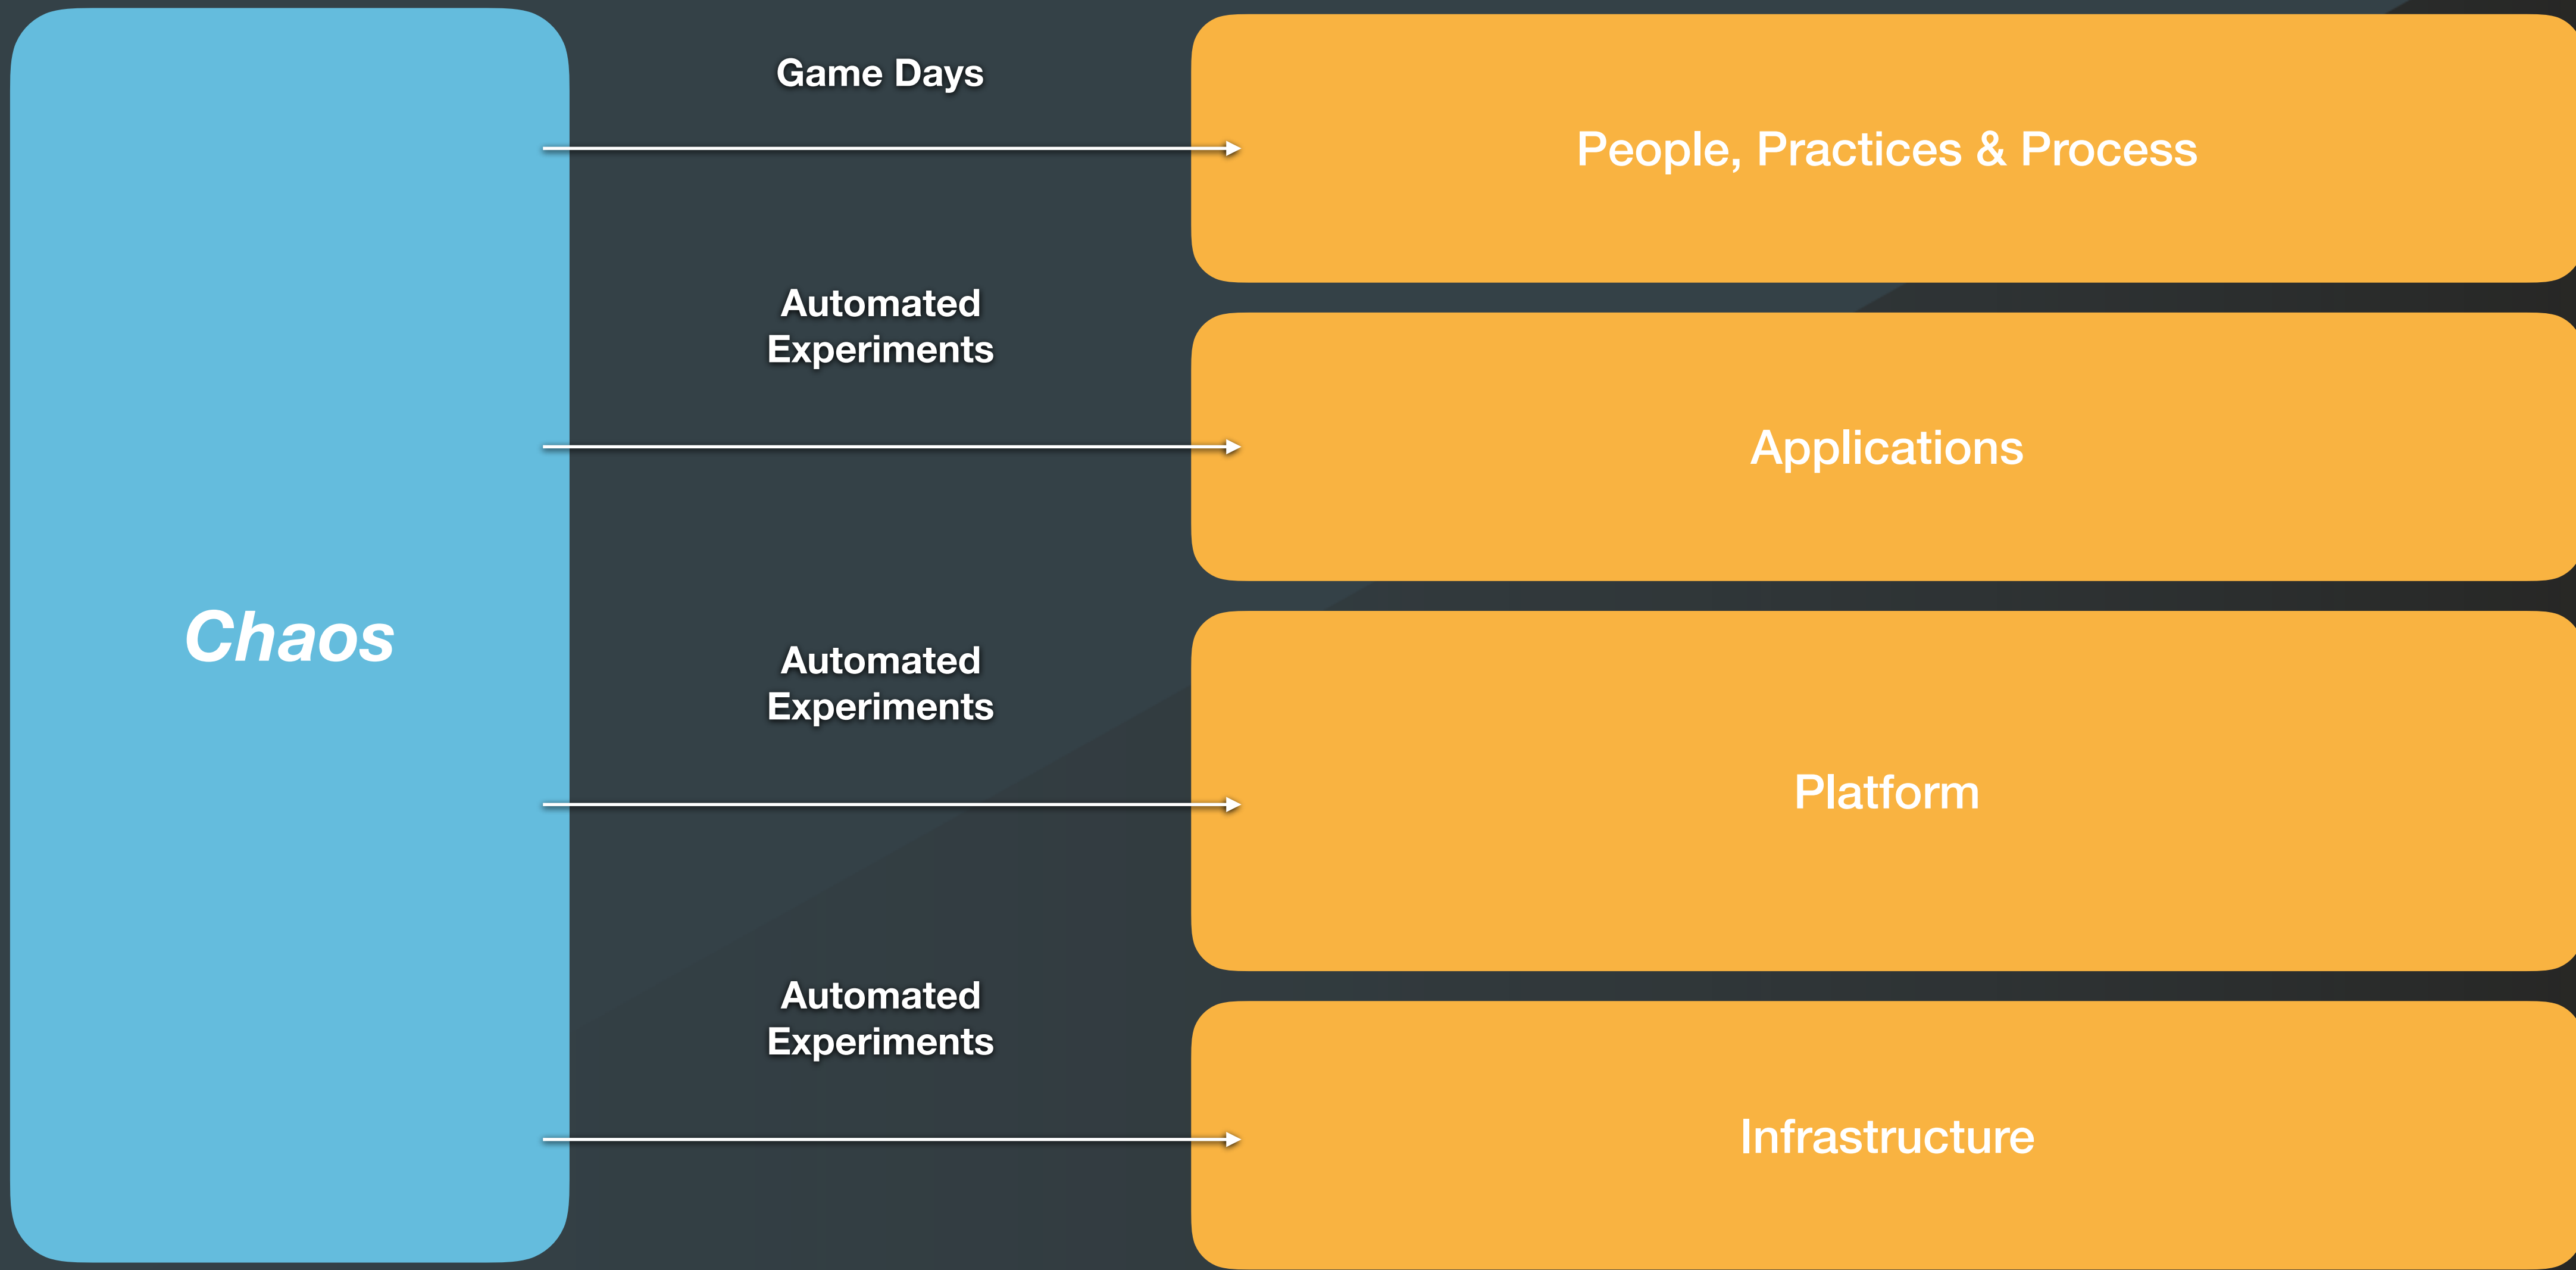 Game Days
People, Practices & Process
Automated
Experiments
Applications
Chaos
Automated
Experiments
Platform
Automated
Experiments
Infrastructure